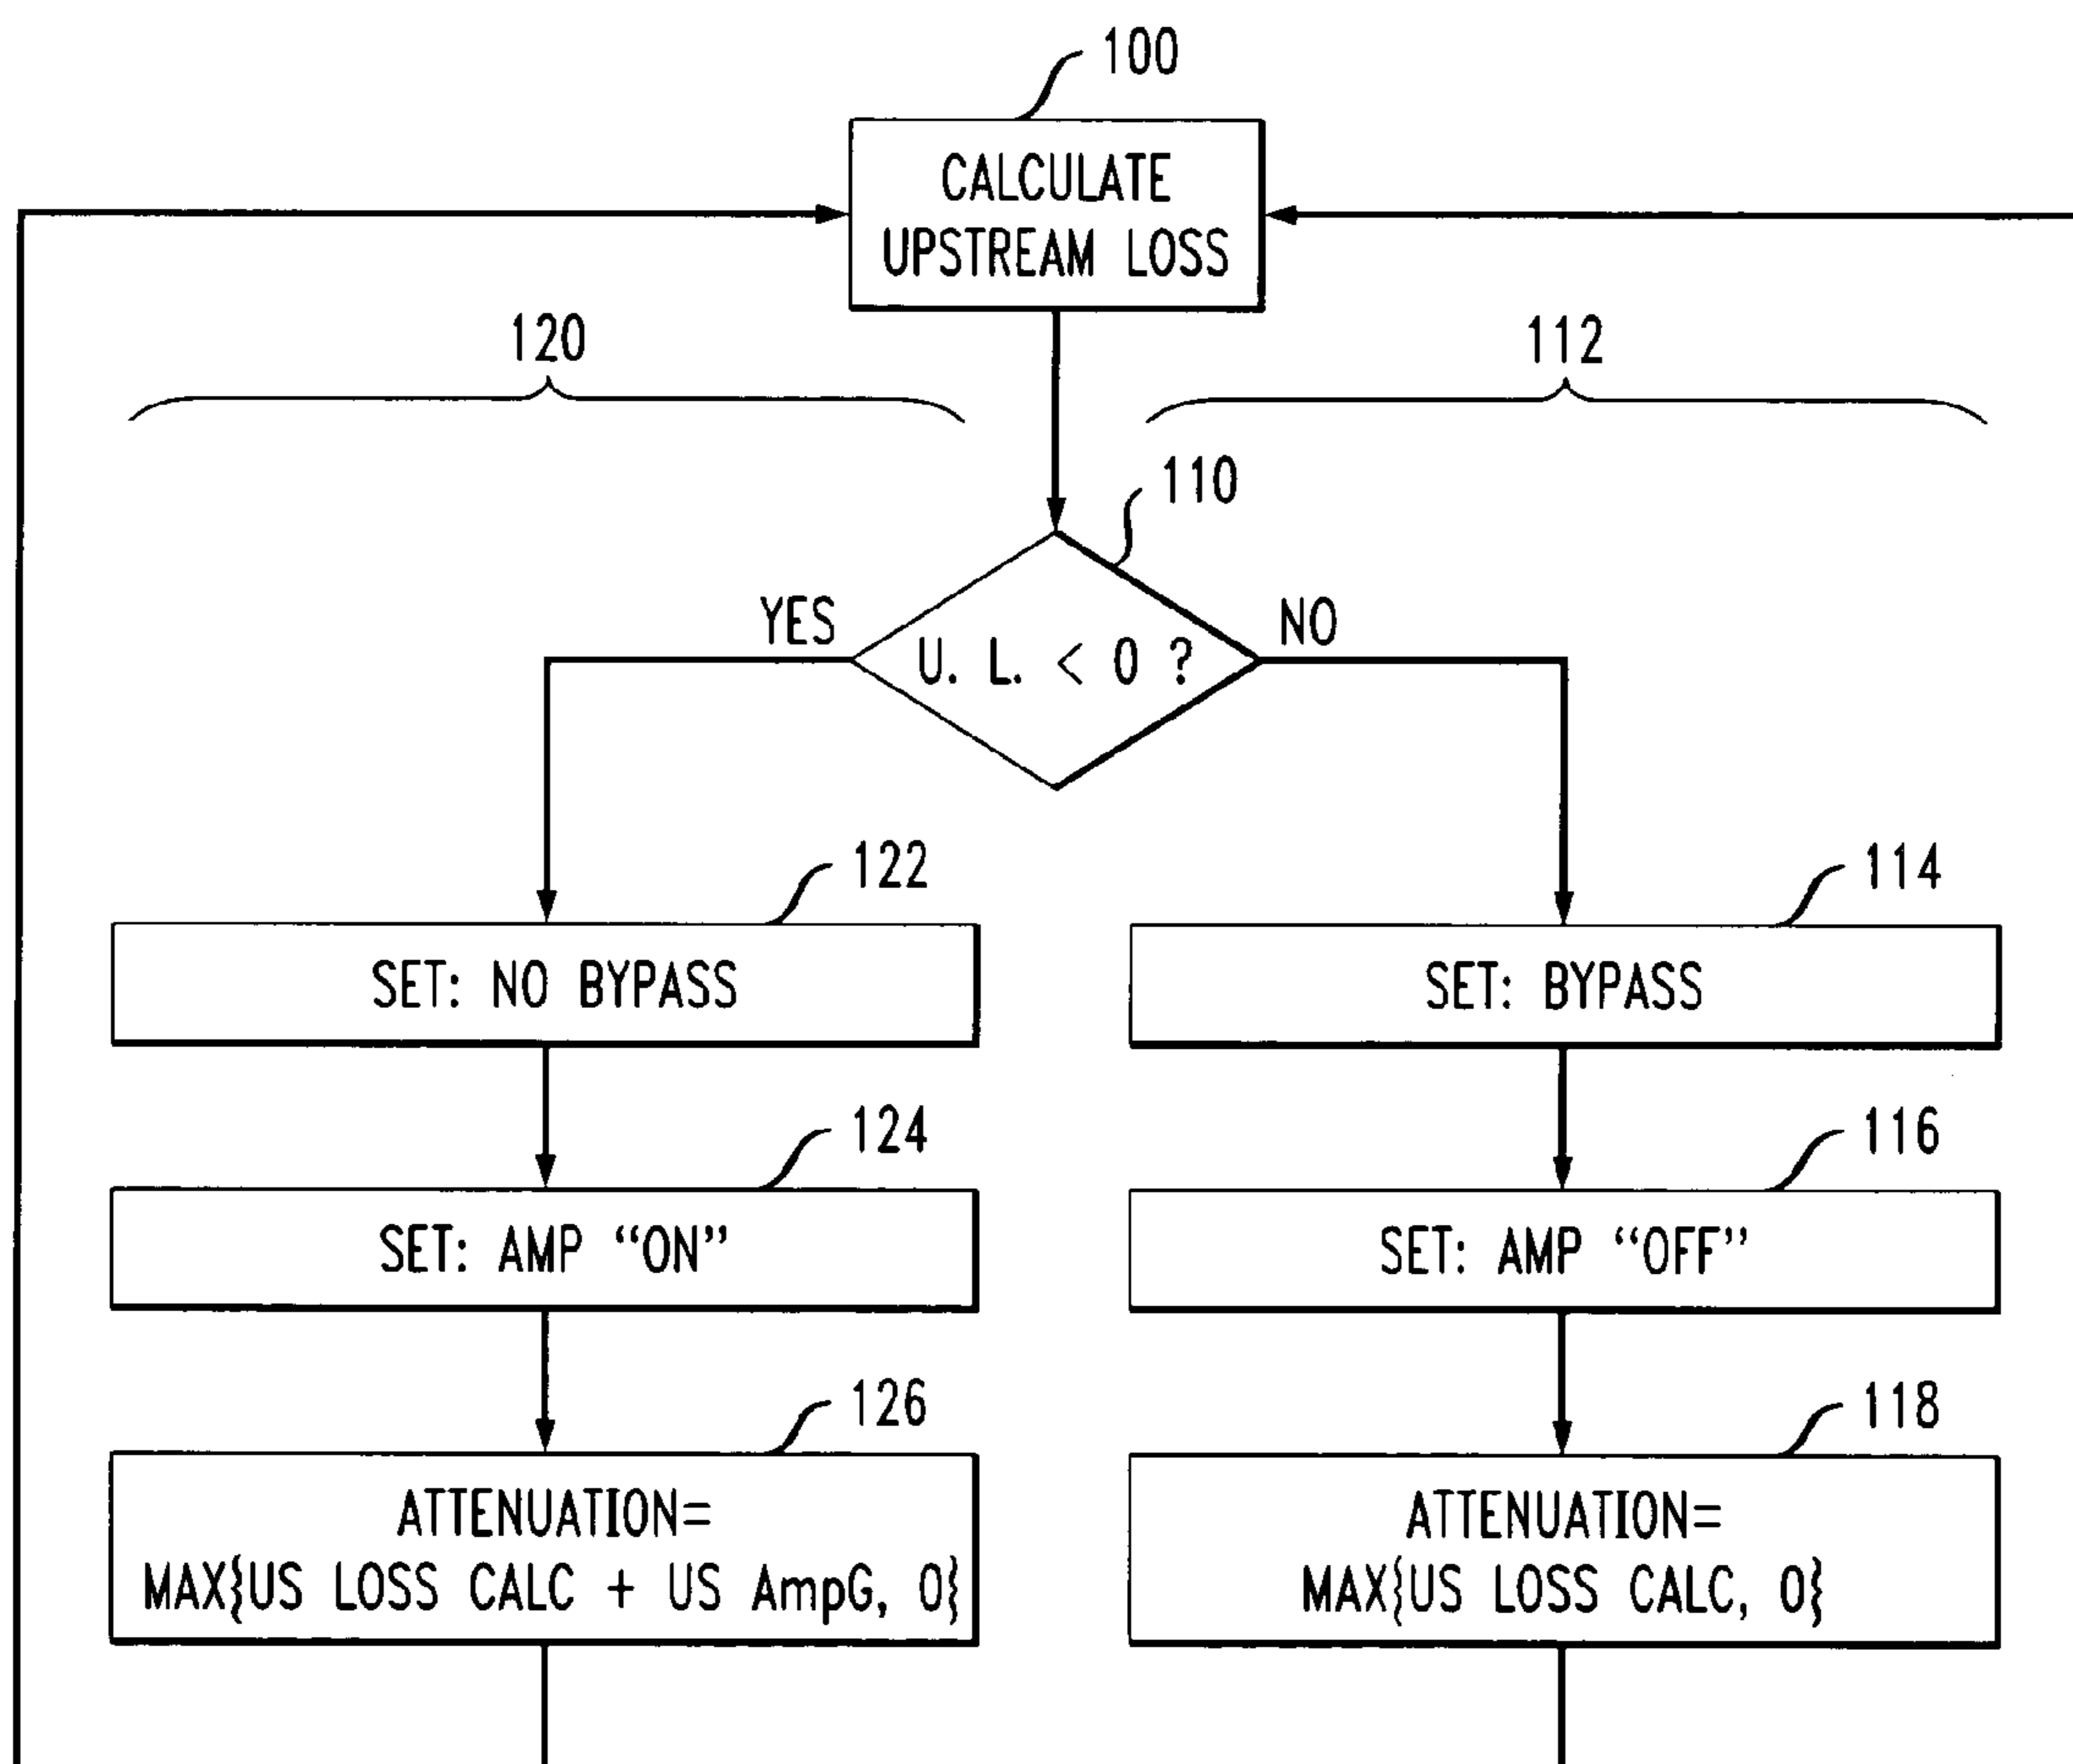 100
CALCULATE
UPSTREAM LOSS
120
112
110
YES
U. L. < 0 ?
NO
122
114
SET: NO BYPASS
SET: BYPASS
124
116
SET: AMP “ON”
SET: AMP “OFF”
126
118
ATTENUATION=
MAX{US LOSS CALC + US AmpG, 0}
ATTENUATION=
MAX{US LOSS CALC, 0}